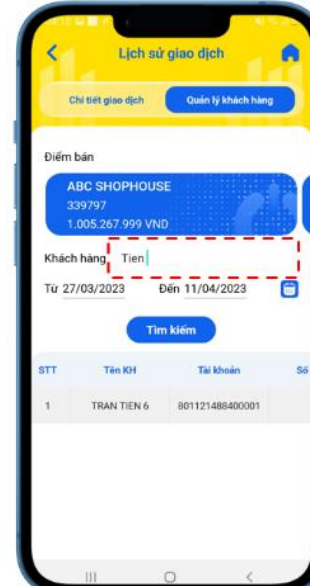 Lịch sử giao dịch
Chi tiết giao dịch Quản lý khách hàng
Điểm bán
ABC SHOPHOUSE
339797
1.005.267.999 VND
Khách hàng Tien
Từ 27/03/2023 Đến 11/04/2023
Tìm kiếm
STT Tên KH Tài khoản Số
1 TRAN TIEN 6 801121488400001